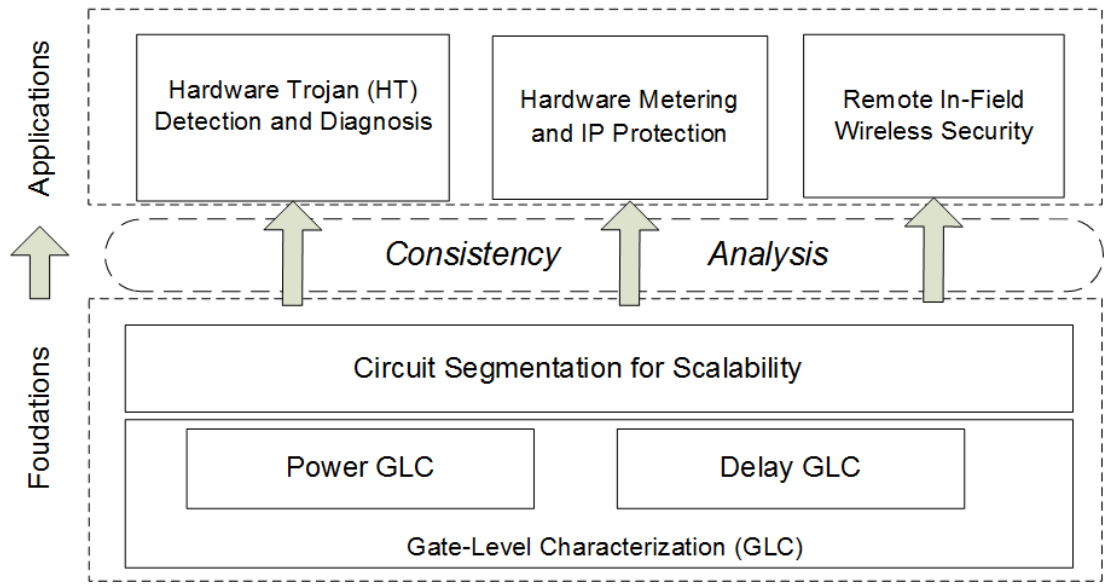 Applications
Hardware Trojan (HT)
Detection and Diagnosis
Hardware Metering
and IP Protection
Remote In-Field
Wireless Security
Consistency Analysis
Foudations
Circuit Segmentation for Scalability
Power GLC
Delay GLC
Gate-Level Characterization (GLC)